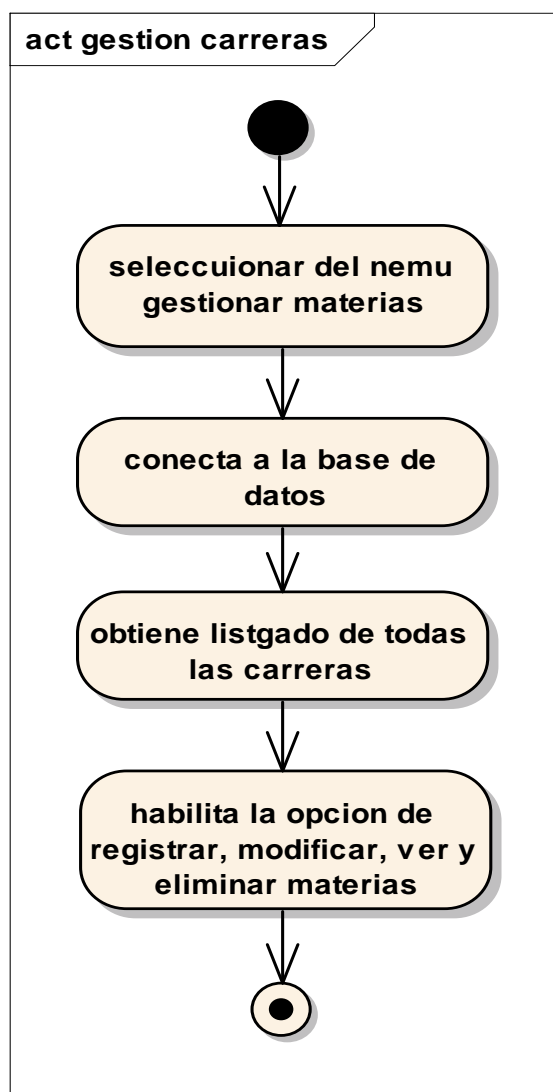 act gestion carreras
seleccuionar del nemu
gestionar materias
conecta a la base de
datos
obtiene listgado de todas
las carreras
habilita la opcion de
registrar, modificar, ver y
eliminar materias